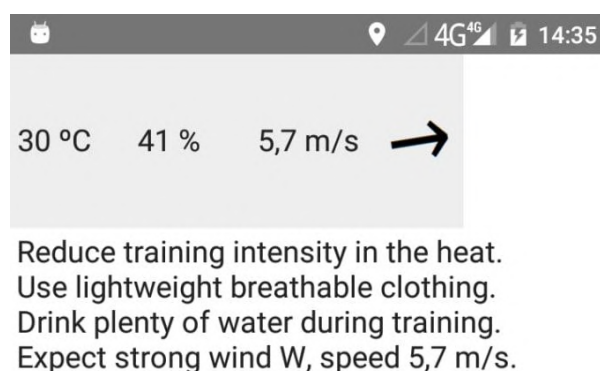 4G 4G 14:35
30 ºC 41 % 5,7 m/s
Reduce training intensity in the heat.
Use lightweight breathable clothing.
Drink plenty of water during training.
Expect strong wind W, speed 5,7 m/s.